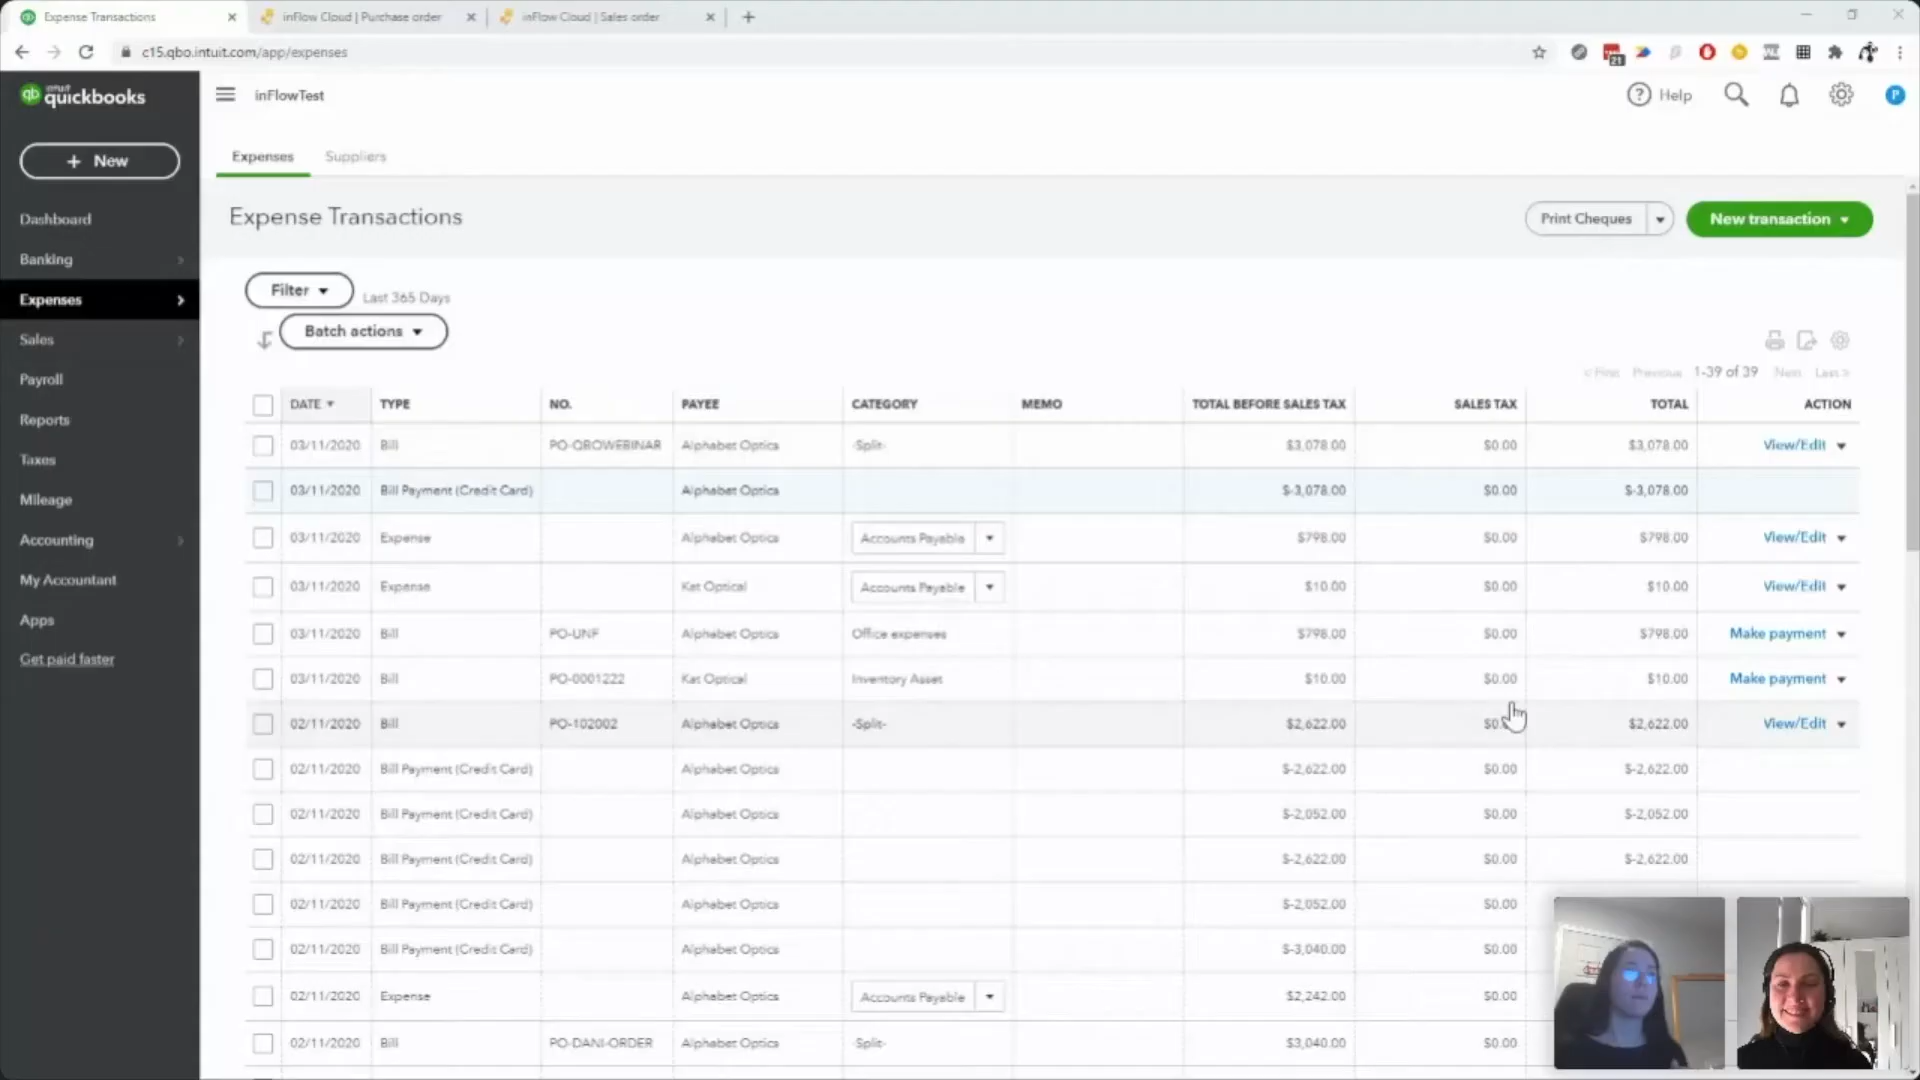 Expense Transactions
inFlow Cloud | Purchase order
inFlow Cloud | Sales order
c15.qbo.intuit.com/app/expenses
21
qb intuit quickbooks
inFlowTest
Help
P
+ New
Expenses Suppliers
Dashboard
Banking
Expenses
Sales
Payroll
Reports
Taxes
Mileage
Accounting
My Accountant
Apps
Get paid faster
Expense Transactions
Print Cheques
New transaction
Filter
Last 365 Days
Batch actions
< First Previous 1-39 of 39 Next Last >
DATE TYPE NO. PAYEE CATEGORY MEMO TOTAL BEFORE SALES TAX SALES TAX TOTAL ACTION
03/11/2020 Bill PO-QBOWEBINAR Alphabet Optics -Split- $3,078.00 $0.00 $3,078.00 View/Edit
03/11/2020 Bill Payment (Credit Card) Alphabet Optics $-3,078.00 $0.00 $-3,078.00
03/11/2020 Expense Alphabet Optics Accounts Payable $798.00 $0.00 $798.00 View/Edit
03/11/2020 Expense Kat Optical Accounts Payable $10.00 $0.00 $10.00 View/Edit
03/11/2020 Bill PO-UNF Alphabet Optics Office expenses $798.00 $0.00 $798.00 Make payment
03/11/2020 Bill PO-0001222 Kat Optical Inventory Asset $10.00 $0.00 $10.00 Make payment
02/11/2020 Bill PO-102002 Alphabet Optics -Split- $2,622.00 $2,622.00 View/Edit
02/11/2020 Bill Payment (Credit Card) Alphabet Optics $-2,622.00 $0.00 $-2,622.00
02/11/2020 Bill Payment (Credit Card) Alphabet Optics $-2,052.00 $0.00 $-2,052.00
02/11/2020 Bill Payment (Credit Card) Alphabet Optics $-2,622.00 $0.00 $-2,622.00
02/11/2020 Bill Payment (Credit Card) Alphabet Optics $-2,052.00 $0.00
02/11/2020 Bill Payment (Credit Card) Alphabet Optics $-3,040.00 $0.00
02/11/2020 Expense Alphabet Optics Accounts Payable $2,242.00 $0.00
02/11/2020 Bill PO-DANI-ORDER Alphabet Optics -Split- $3,040.00 $0.00